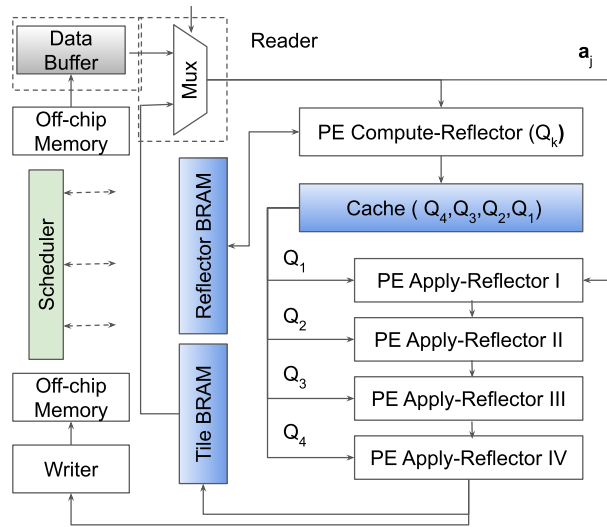 Data
Buffer
Mux
Reader
a_j
Off-chip
Memory
PE Compute-Reflector (Q_k)
Scheduler
Reflector BRAM
Cache ( Q_4,Q_3,Q_2,Q_1)
Q_1
PE Apply-Reflector I
Q_2
PE Apply-Reflector II
Off-chip
Memory
Tile BRAM
Q_3
PE Apply-Reflector III
Q_4
PE Apply-Reflector IV
Writer